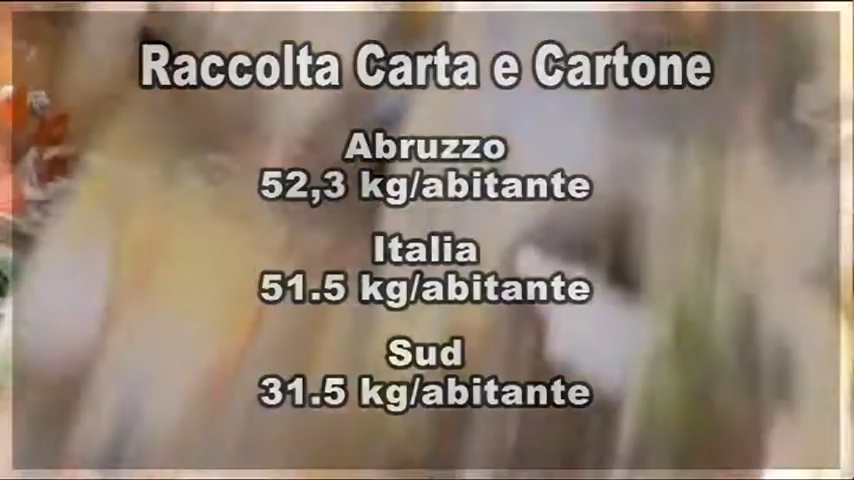 Raccolta Carta e Cartone
Abruzzo
52,3 kg/abitante
Italia
51.5 kg/abitante
Sud
31.5 kg/abitante